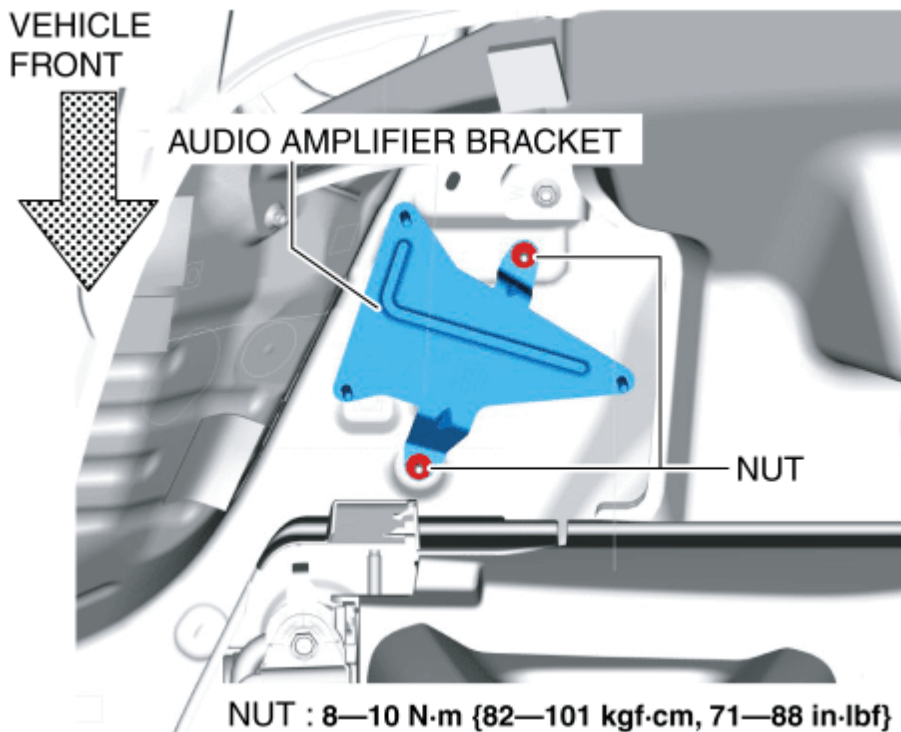 VEHICLE
FRONT
AUDIO AMPLIFIER BRACKET
NUT
NUT : 8—10 N·m {82—101 kgf·cm, 71—88 in·lbf}